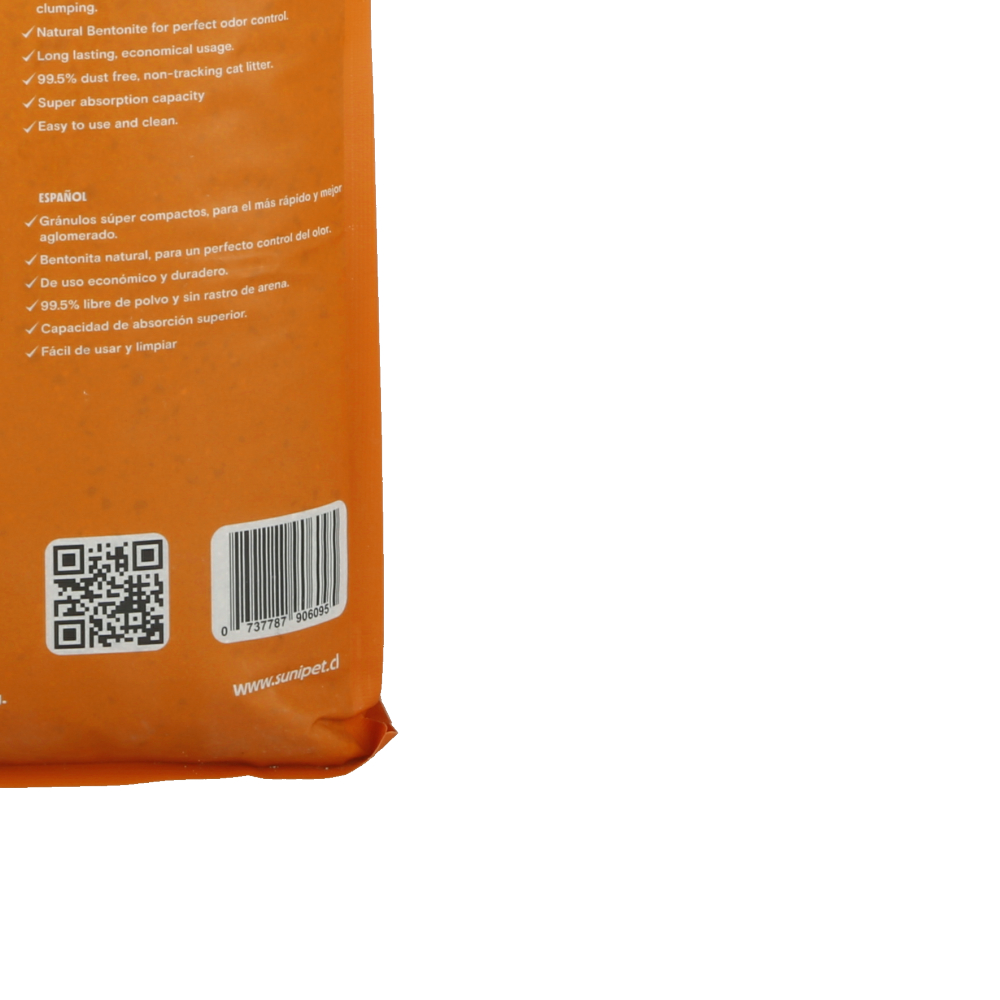 clumping.
✓ Natural Bentonite for perfect odor control.
✓ Long lasting, economical usage.
✓ 99.5% dust free, non-tracking cat litter.
✓ Super absorption capacity
✓ Easy to use and clean.
ESPAÑOL
✓ Gránulos súper compactos, para el más rápido y mejor
aglomerado.
✓ Bentonita natural, para un perfecto control del olor.
✓ De uso económico y duradero.
✓ 99.5% libre de polvo y sin rastro de arena.
✓ Capacidad de absorción superior.
✓ Fácil de usar y limpiar
0 737787 906095
www.sunipet.cl